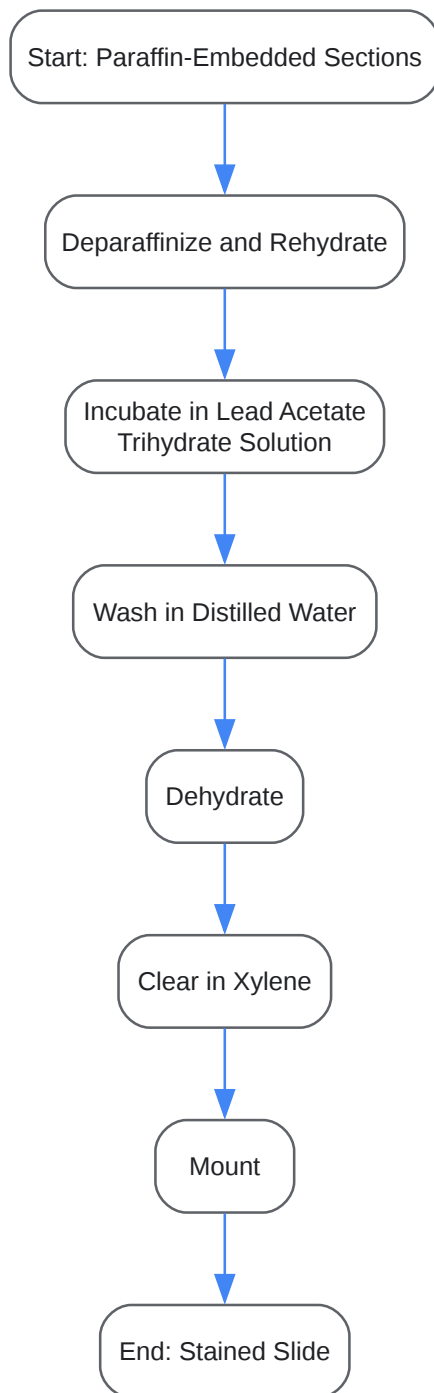 Start: Paraffin-Embedded Sections
Deparaffinize and Rehydrate
Incubate in Lead Acetate
Trihydrate Solution
Wash in Distilled Water
Dehydrate
Clear in Xylene
Mount
End: Stained Slide